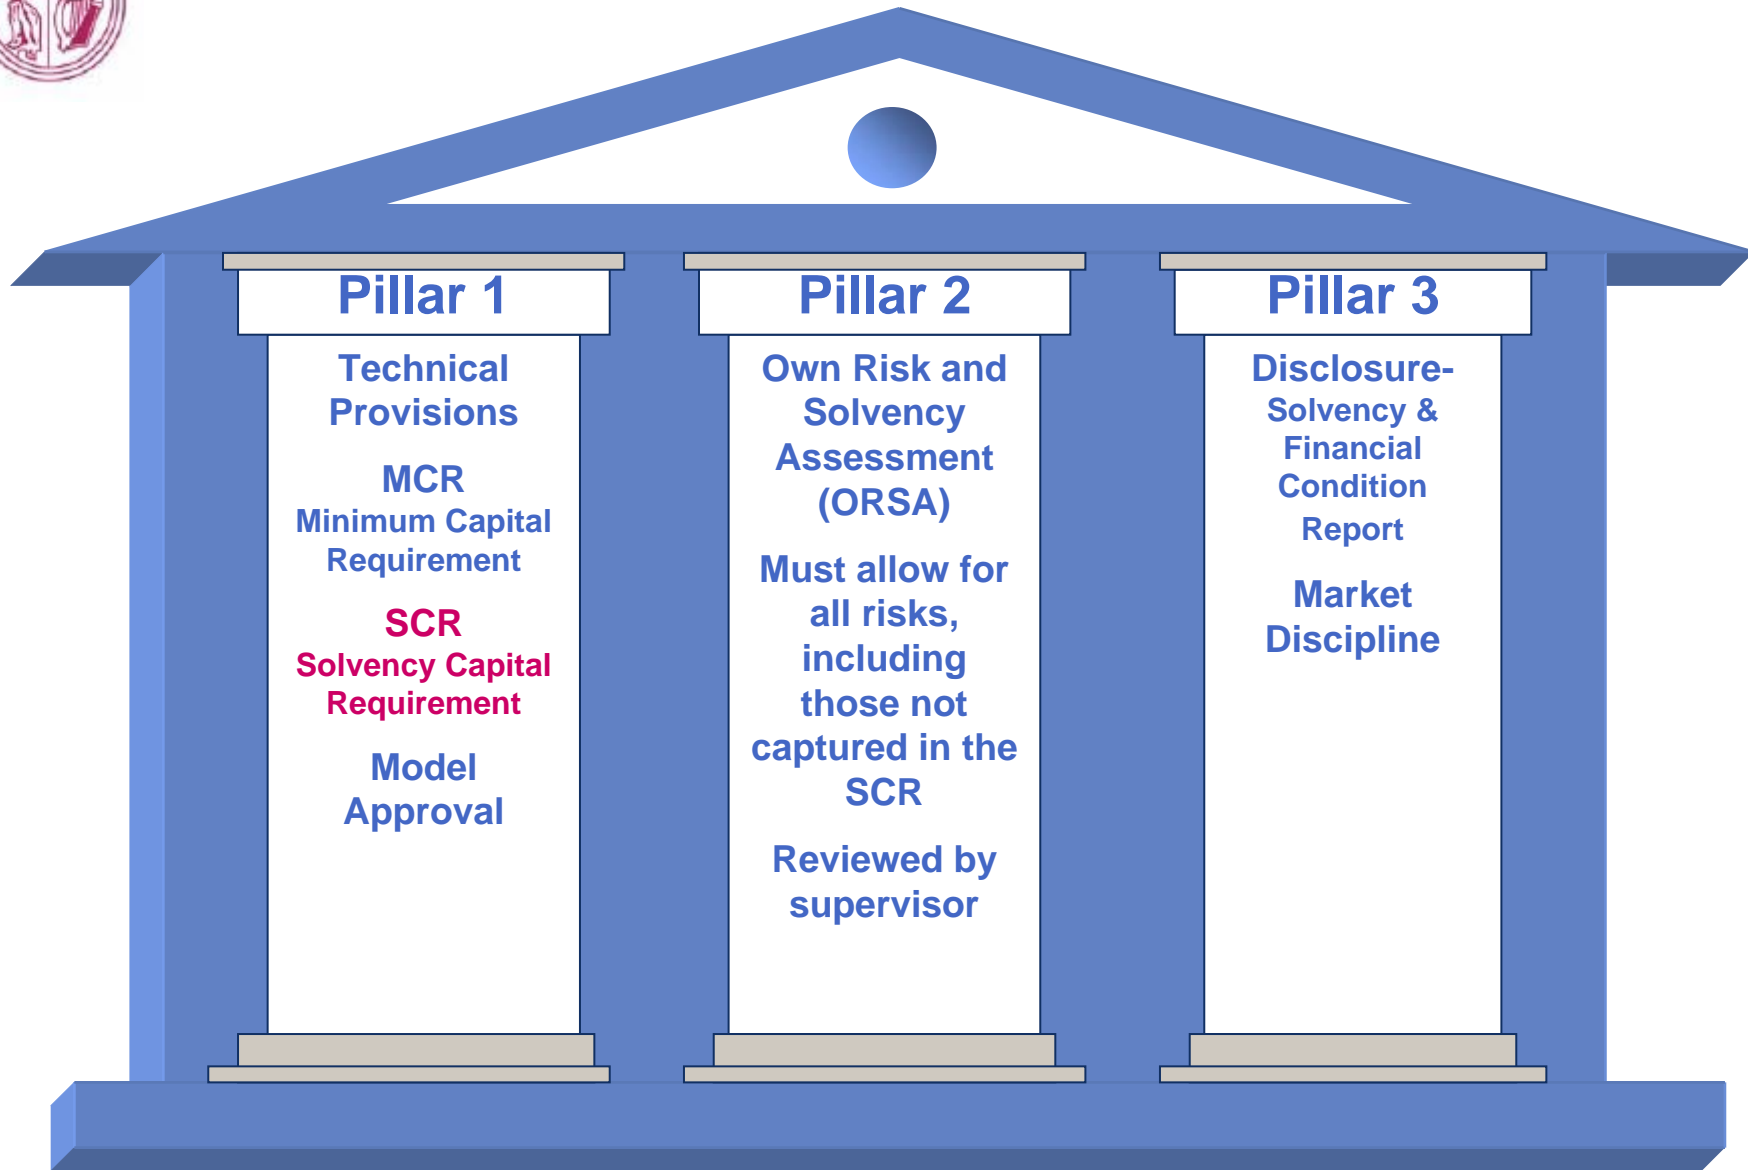 Pillar 1
Technical
Provisions
MCR
Minimum Capital
Requirement
SCR
Solvency Capital
Requirement
Model
Approval
Pillar 2
Own Risk and
Solvency
Assessment
(ORSA)
Must allow for
all risks,
including
those not
captured in the
SCR
Reviewed by
supervisor
Pillar 3
Disclosure-
Solvency &
Financial
Condition
Report
Market
Discipline